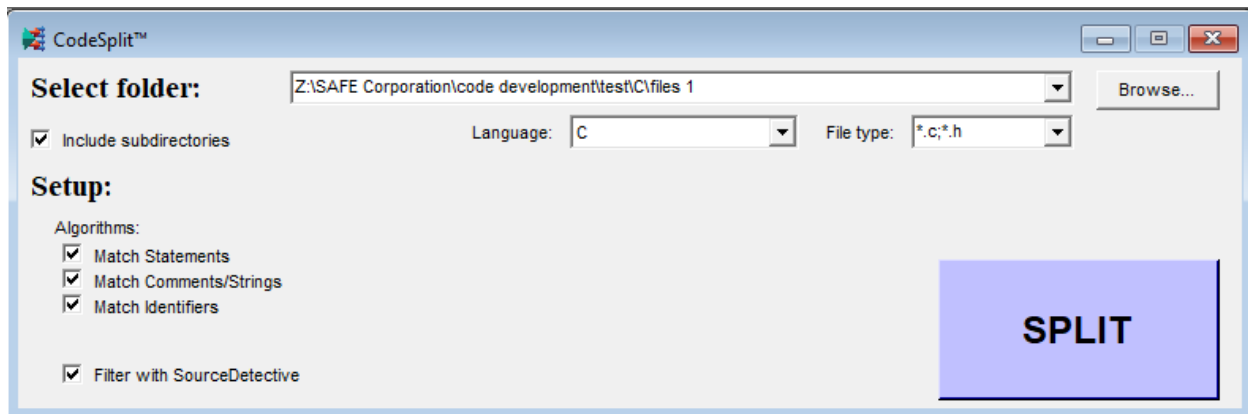 CodeSplit™
Select folder: Z:\SAFE Corporation\code development\test\C\files 1 Browse...
Include subdirectories Language: C File type: *.c;*.h
Setup:
Algorithms:
Match Statements
Match Comments/Strings
Match Identifiers
SPLIT
Filter with SourceDetective